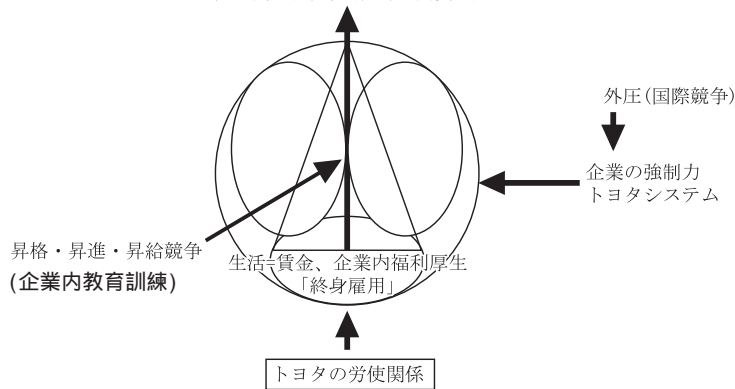 外圧(国際競争)
企業の強制力
トヨタシステム
昇格・昇進・昇給競争
(企業内教育訓練)
生活=賃金、企業内福利厚生
「終身雇用」
トヨタの労使関係